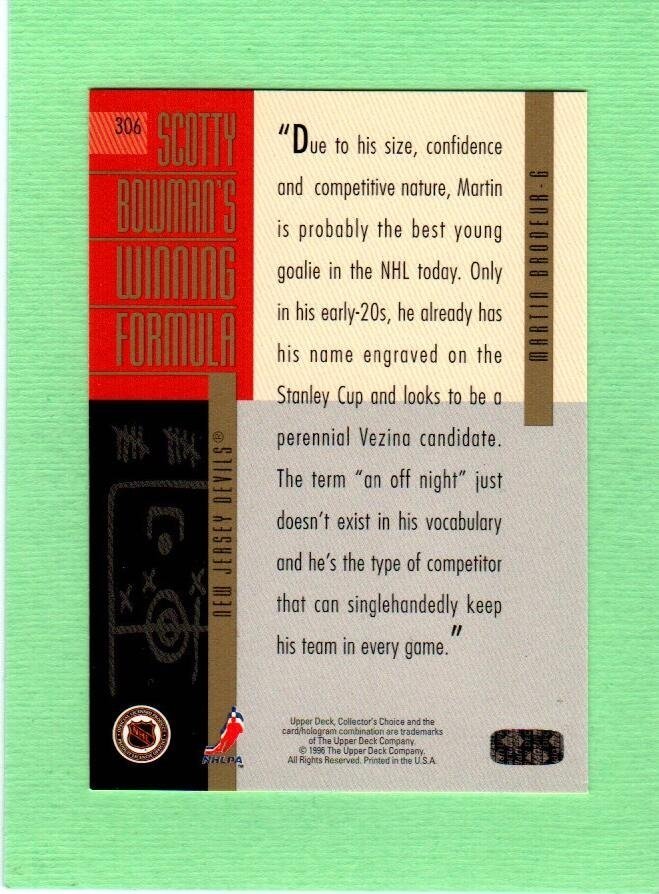 306
SCOTTY
BOWMAN'S
WINNING
FORMULA
"Due to his size, confidence
and competitive nature, Martin
is probably the best young
goalie in the NHL today. Only
in his early-20s, he already has
his name engraved on the
Stanley Cup and looks to be a
perennial Vezina candidate.
The term "an off night" just
doesn't exist in his vocabulary
and he's the type of competitor
that can singlehandedly keep
his team in every game."
MARTIN BRODEUR-G
NEW JERSEY DEVILS®
NHL
NHLPA™
Upper Deck, Collector's Choice and the
card/hologram combination are trademarks
of The Upper Deck Company.
© 1996 The Upper Deck Company.
All Rights Reserved. Printed in the U.S.A.